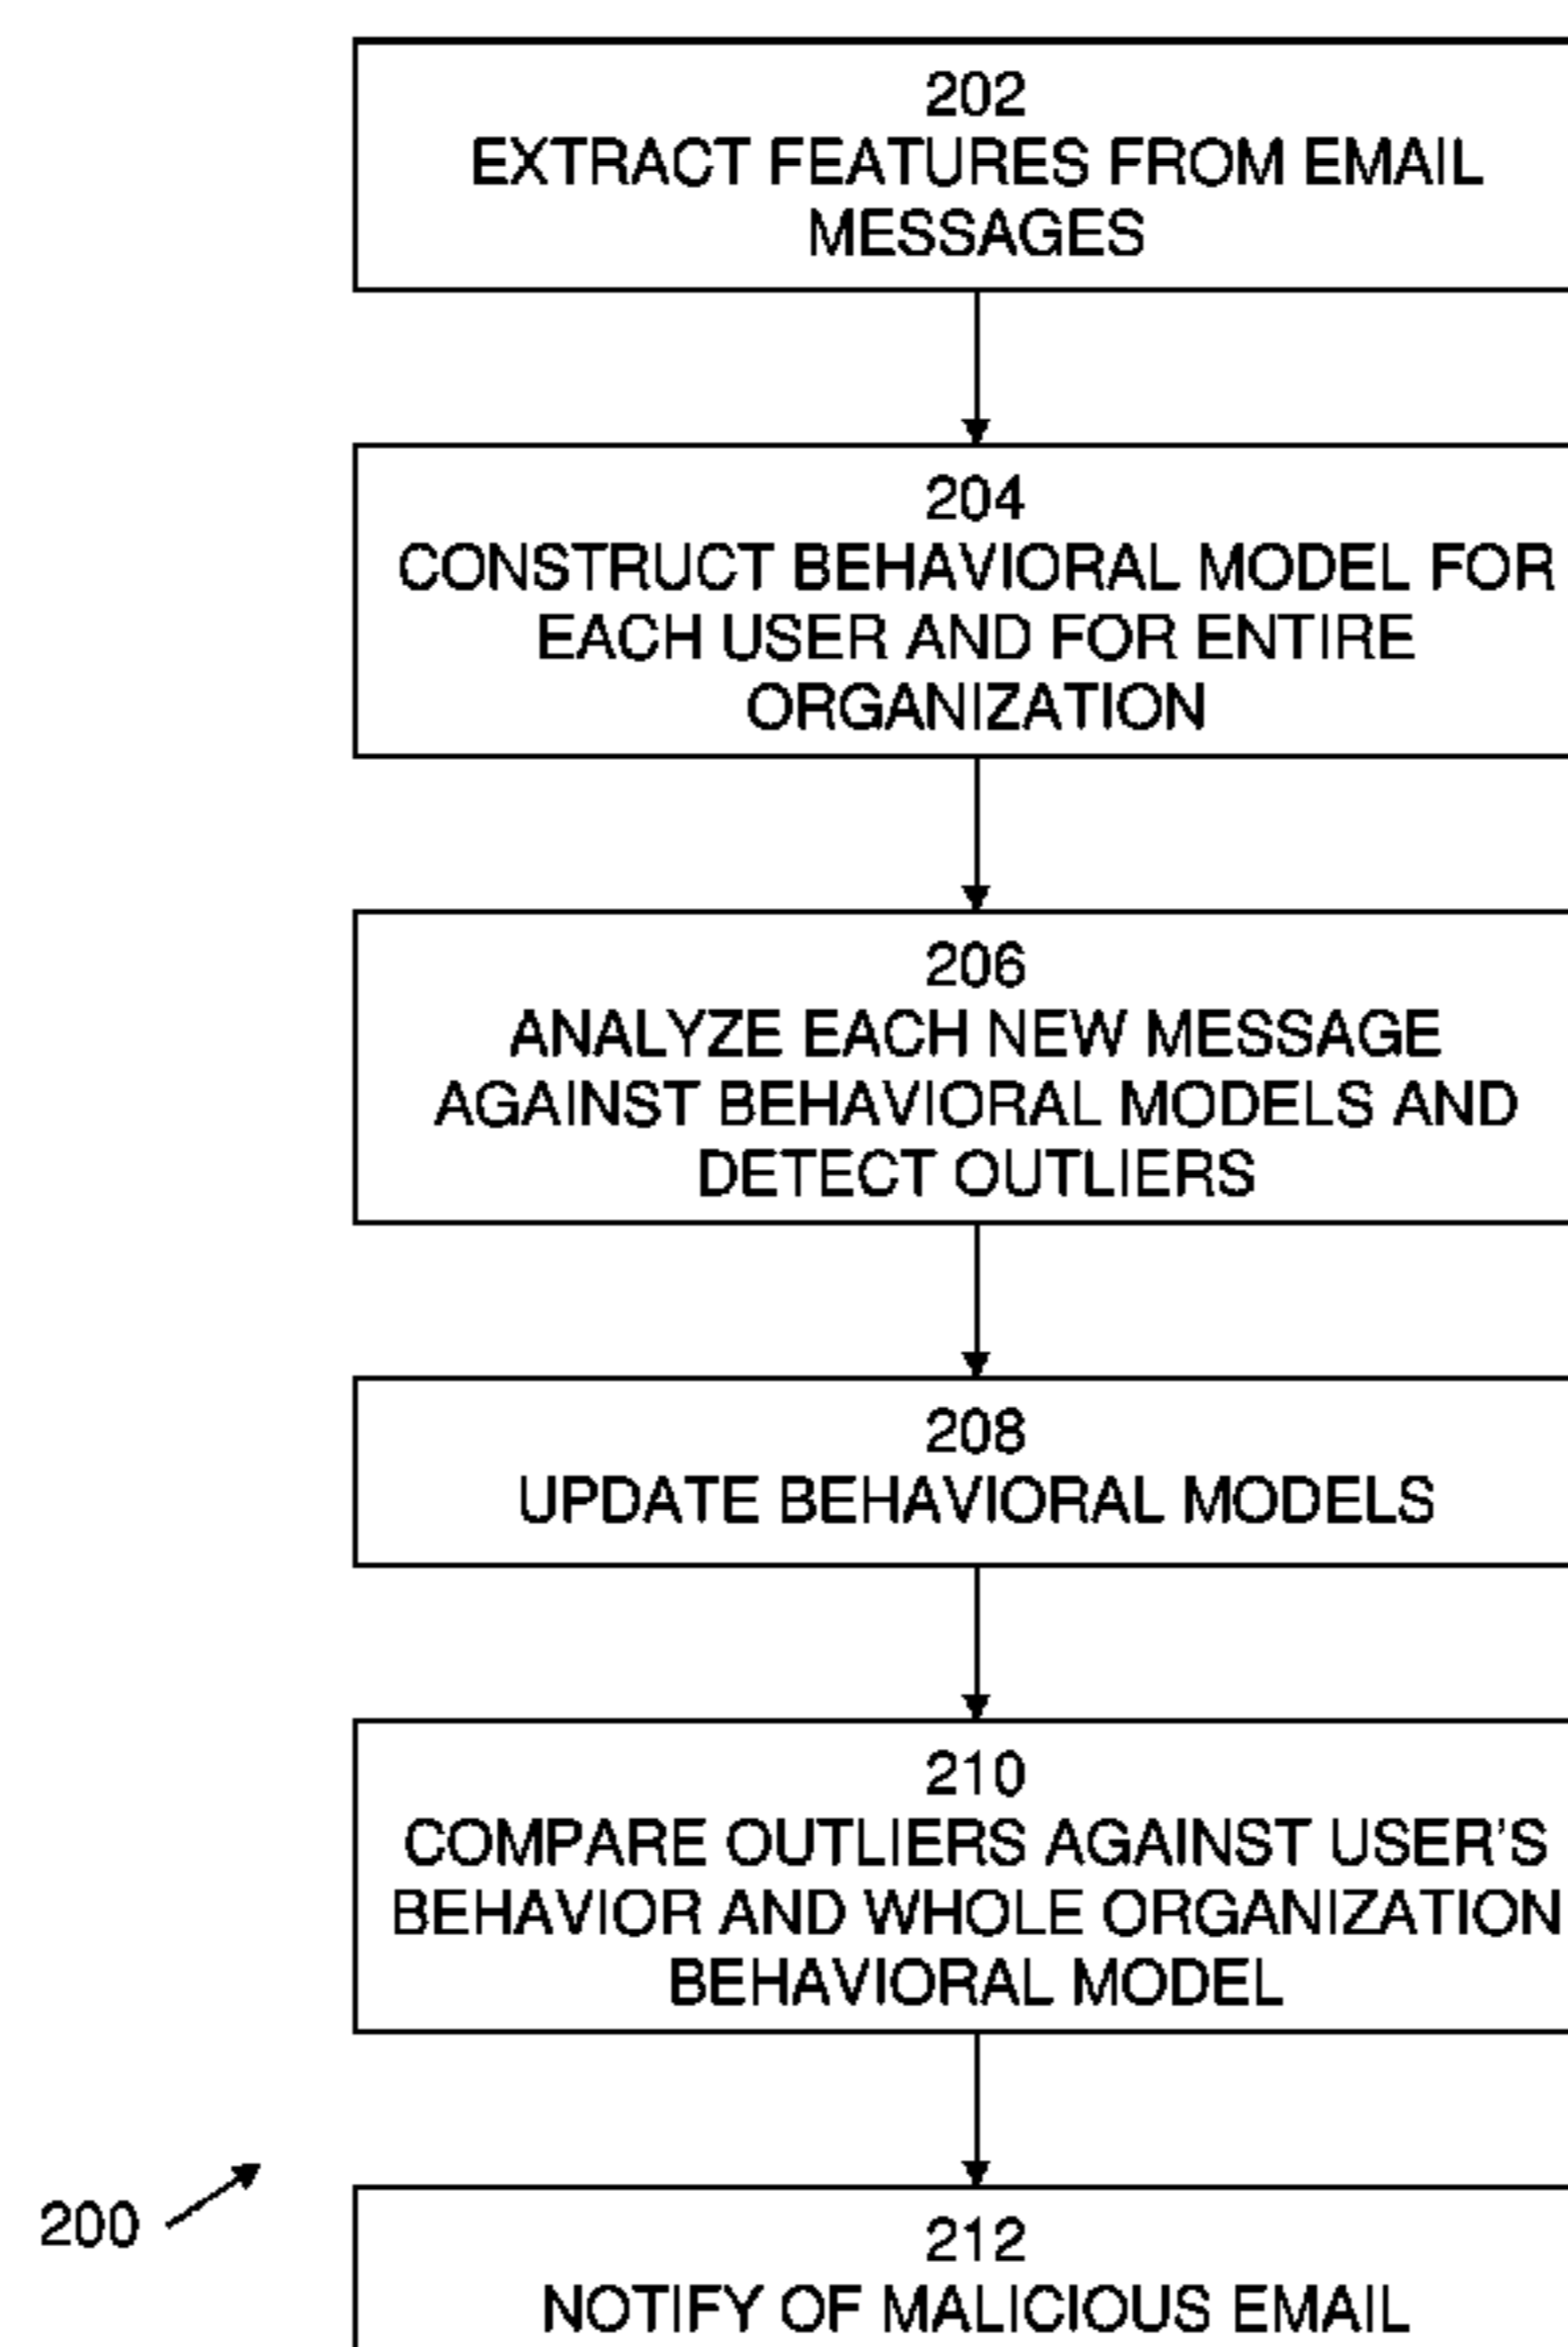 202
EXTRACT FEATURES FROM EMAIL
MESSAGES
204
CONSTRUCT BEHAVIORAL MODEL FOR
EACH USER AND FOR ENTIRE
ORGANIZATION
206
ANALYZE EACH NEW MESSAGE
AGAINST BEHAVIORAL MODELS AND
DETECT OUTLIERS
208
UPDATE BEHAVIORAL MODELS
210
COMPARE OUTLIERS AGAINST USER'S
BEHAVIOR AND WHOLE ORGANIZATION
BEHAVIORAL MODEL
200
212
NOTIFY OF MALICIOUS EMAIL